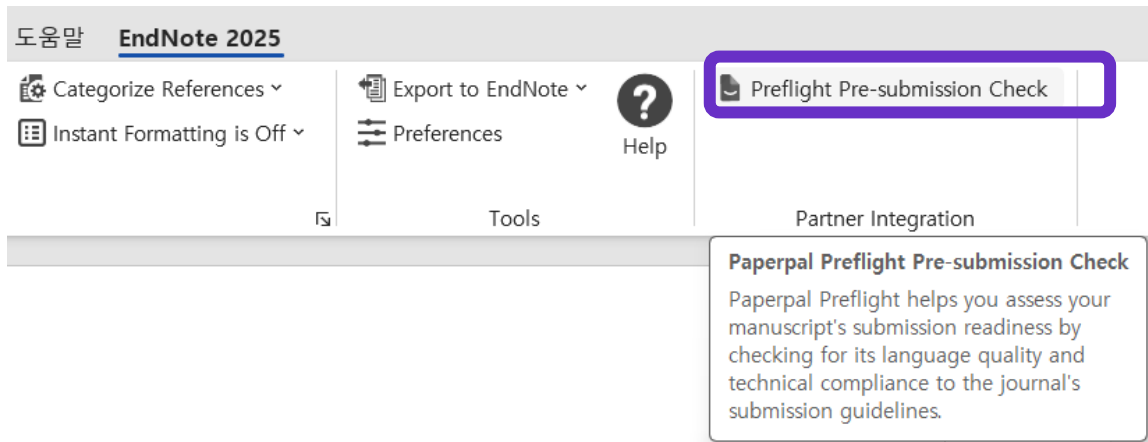 도움말 EndNote 2025
Categorize References
Export to EndNote
Preflight Pre-submission Check
Instant Formatting is Off
Preferences
Help
Tools
Partner Integration
Paperpal Preflight Pre-submission Check
Paperpal Preflight helps you assess your
manuscript's submission readiness by
checking for its language quality and
technical compliance to the journal's
submission guidelines.